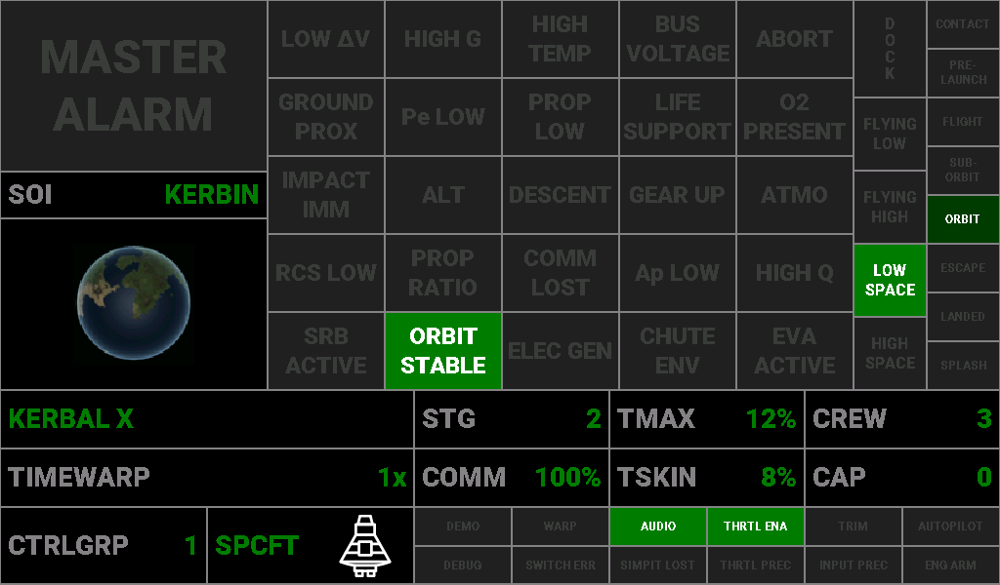 MASTER
ALARM
LOW ΔV
HIGH G
HIGH
TEMP
BUS
VOLTAGE
ABORT
GROUND
PROX
Pe LOW
PROP
LOW
LIFE
SUPPORT
O2
PRESENT
IMPACT
IMM
ALT
DESCENT
GEAR UP
ATMO
RCS LOW
PROP
RATIO
COMM
LOST
Ap LOW
HIGH Q
SRB
ACTIVE
ORBIT
STABLE
ELEC GEN
CHUTE
ENV
EVA
ACTIVE
D
O
C
K
FLYING
LOW
FLYING
HIGH
LOW
SPACE
HIGH
SPACE
CONTACT
PRE-
LAUNCH
FLIGHT
SUB-
ORBIT
ORBIT
ESCAPE
LANDED
SPLASH
SOI KERBIN
KERBAL X
STG 2
TMAX 12%
CREW 3
TIMEWARP 1x
COMM 100%
TSKIN 8%
CAP 0
CTRLGRP 1
SPCFT
DEMO
WARP
AUDIO
THRTL ENA
TRIM
AUTOPILOT
DEBUG
SWITCH ERR
SIMPIT LOST
THRTL PREC
INPUT PREC
ENG ARM